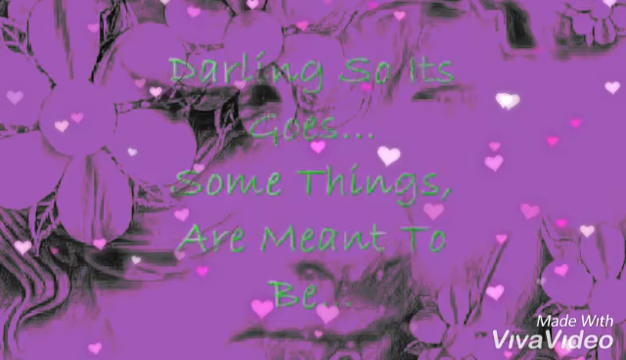 Darling So Its
Goes...
Some Things,
Are Meant To
Be...
Made With
VivaVideo